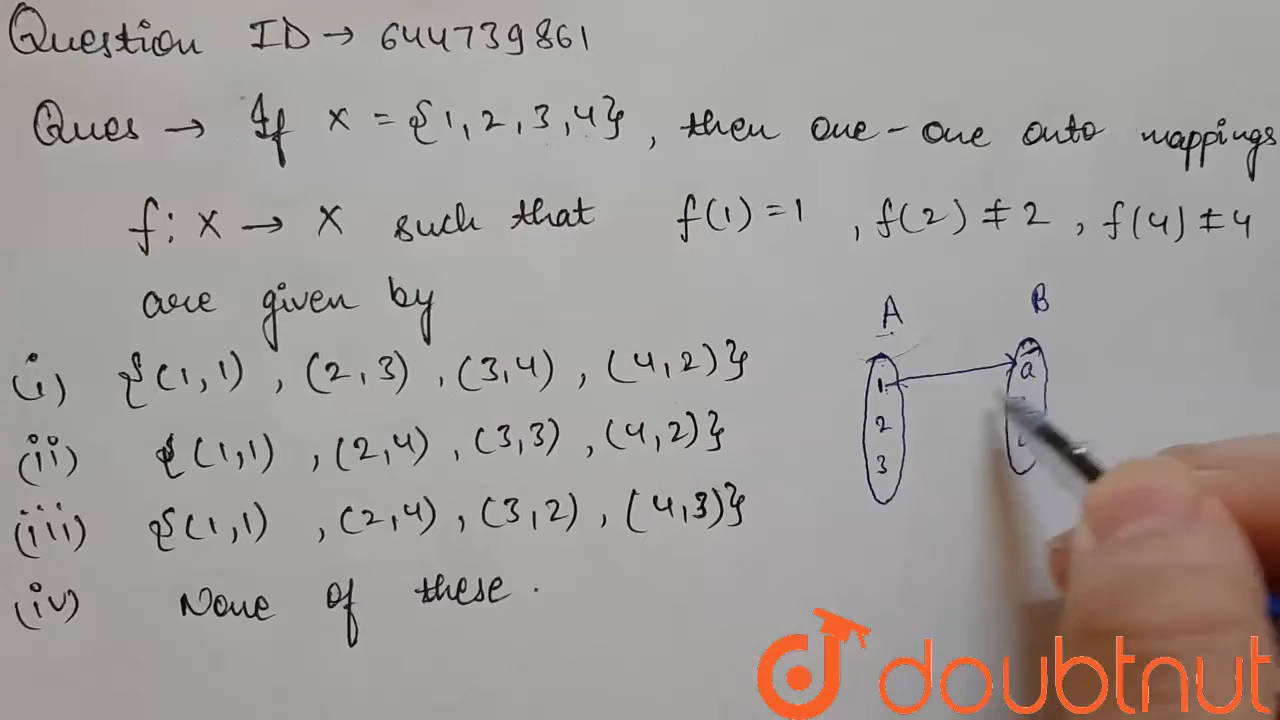 Question ID → 644739861
Ques → If x = {1, 2, 3, 4}, then one-one onto mappings
f: x → x such that f(1) = 1, f(2) ≠ 2, f(4) ≠ 4
are given by
(i) {(1,1), (2,3), (3,4), (4,2)}
(ii) {(1,1), (2,4), (3,3), (4,2)}
(iii) {(1,1), (2,4), (3,2), (4,3)}
(iv) None of these.
A B
1 a
2
3
doubtnut